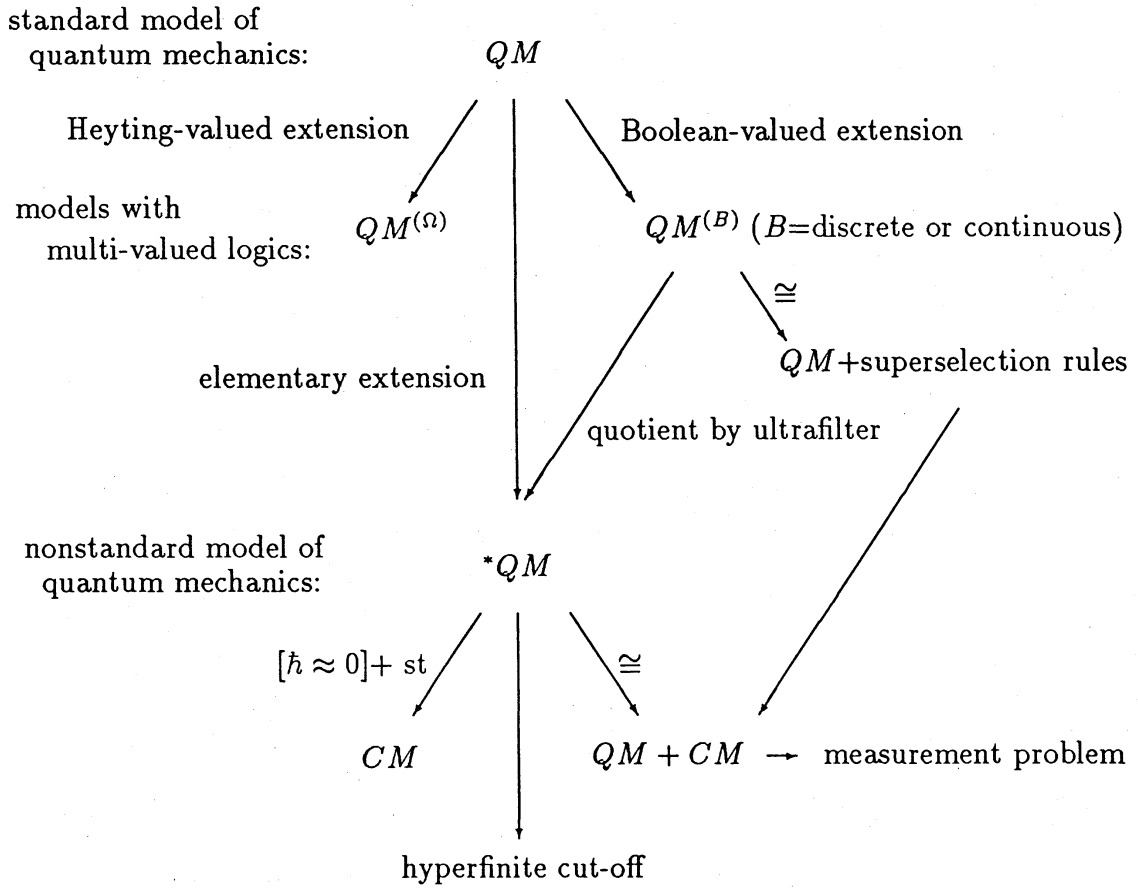 standard model of
quantum mechanics:
QM
Heyting-valued extension
Boolean-valued extension
models with
multi-valued logics:
QM^(Ω)
QM^(B) (B=discrete or continuous)
≅
QM+superselection rules
elementary extension
quotient by ultrafilter
nonstandard model of
quantum mechanics:
*QM
[ħ ≈ 0]+ st
≅
CM
QM + CM → measurement problem
hyperfinite cut-off